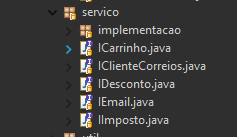 servico
implementacao
ICarrinho.java
IClienteCorreios.java
IDesconto.java
IEmail.java
IImposto.java